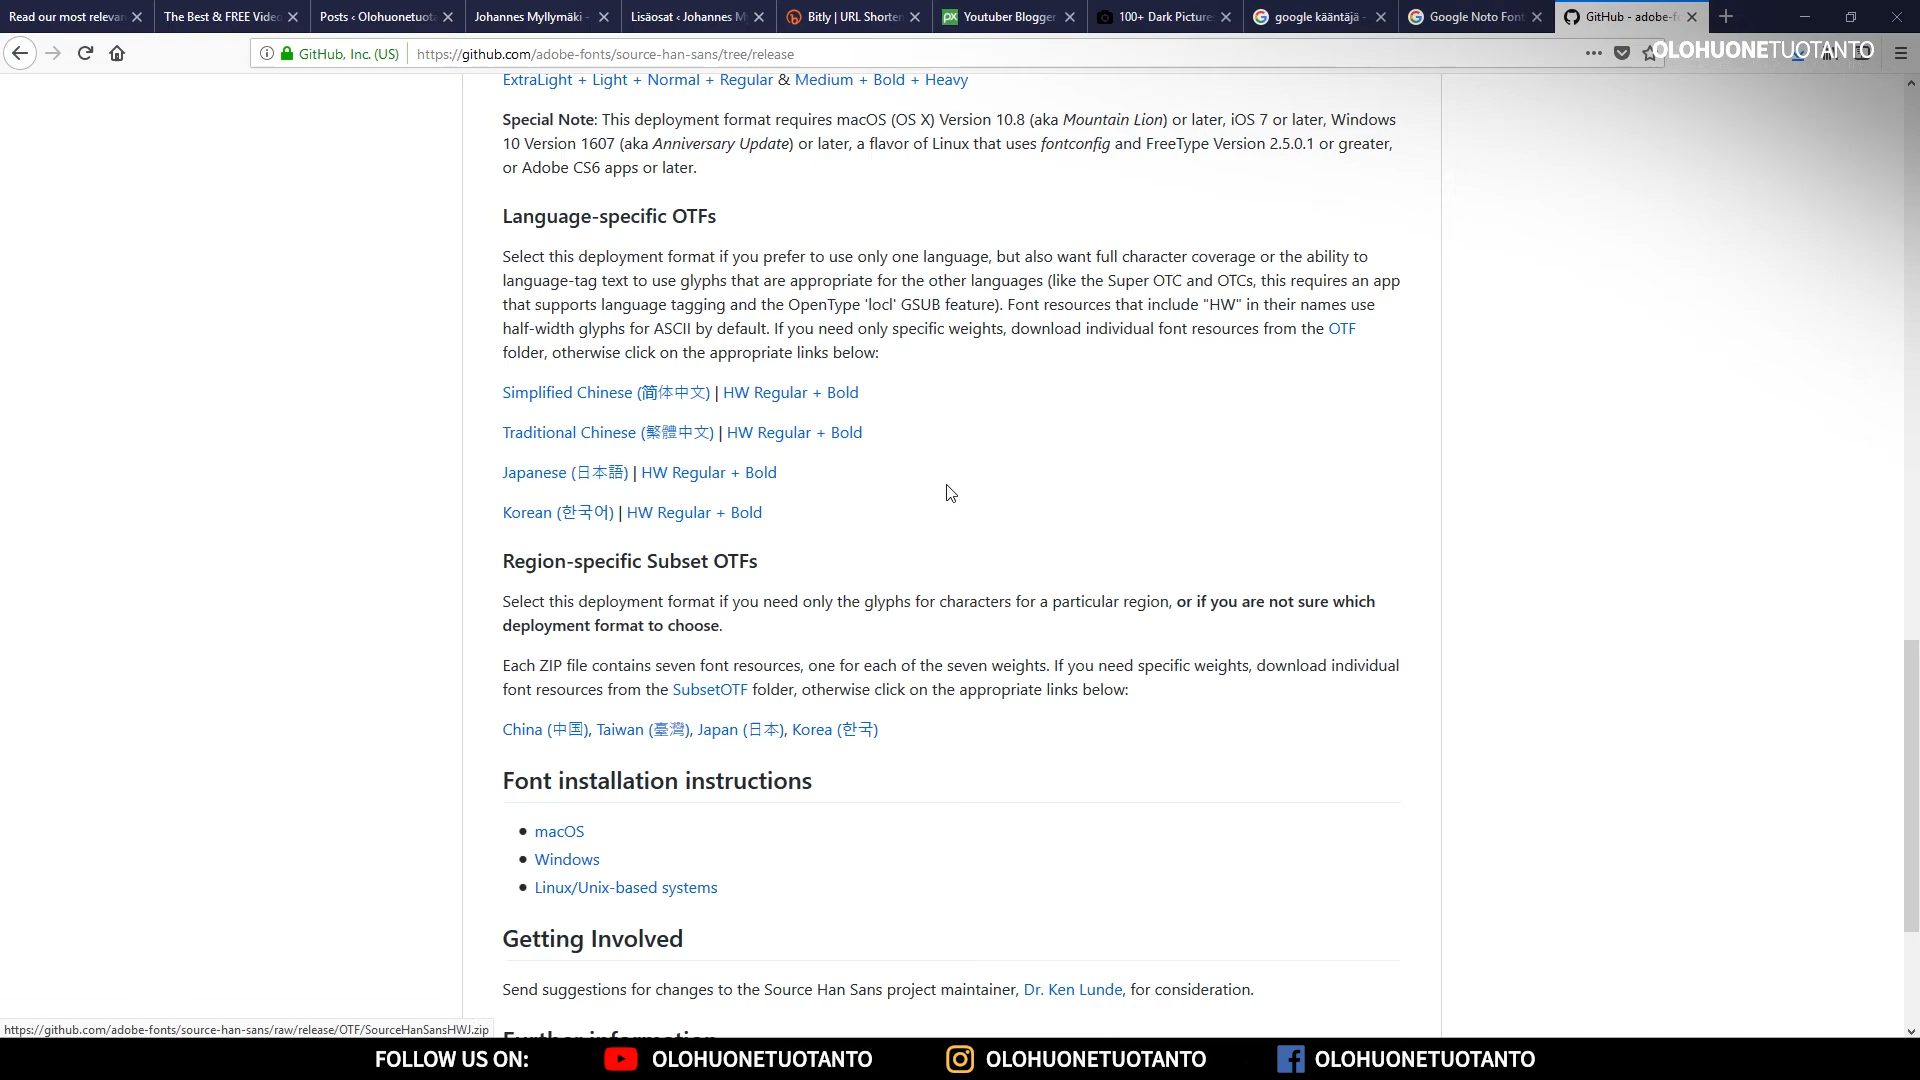 Read our most relevan
The Best & FREE Video
Posts ‹ Olohuonetuota
Johannes Myllymäki -
Lisäosat ‹ Johannes M
Bitly | URL Shorten
Youtuber Blogger
100+ Dark Picture
google kääntäjä -
Google Noto Font
GitHub - adobe-f
GitHub, Inc. (US)
https://github.com/adobe-fonts/source-han-sans/tree/release
OLOHUONETUOTANTO
ExtraLight + Light + Normal + Regular & Medium + Bold + Heavy
Special Note: This deployment format requires macOS (OS X) Version 10.8 (aka Mountain Lion) or later, iOS 7 or later, Windows
10 Version 1607 (aka Anniversary Update) or later, a flavor of Linux that uses fontconfig and FreeType Version 2.5.0.1 or greater,
or Adobe CS6 apps or later.
Language-specific OTFs
Select this deployment format if you prefer to use only one language, but also want full character coverage or the ability to
language-tag text to use glyphs that are appropriate for the other languages (like the Super OTC and OTCs, this requires an app
that supports language tagging and the OpenType 'locl' GSUB feature). Font resources that include "HW" in their names use
half-width glyphs for ASCII by default. If you need only specific weights, download individual font resources from the OTF
folder, otherwise click on the appropriate links below:
Simplified Chinese (简体中文) | HW Regular + Bold
Traditional Chinese (繁體中文) | HW Regular + Bold
Japanese (日本語) | HW Regular + Bold
Korean (한국어) | HW Regular + Bold
Region-specific Subset OTFs
Select this deployment format if you need only the glyphs for characters for a particular region, or if you are not sure which
deployment format to choose.
Each ZIP file contains seven font resources, one for each of the seven weights. If you need specific weights, download individual
font resources from the SubsetOTF folder, otherwise click on the appropriate links below:
China (中国), Taiwan (臺灣), Japan (日本), Korea (한국)
Font installation instructions
macOS
Windows
Linux/Unix-based systems
Getting Involved
Send suggestions for changes to the Source Han Sans project maintainer, Dr. Ken Lunde, for consideration.
Further information
https://github.com/adobe-fonts/source-han-sans/raw/release/OTF/SourceHanSansHWJ.zip
FOLLOW US ON: OLOHUONETUOTANTO OLOHUONETUOTANTO OLOHUONETUOTANTO